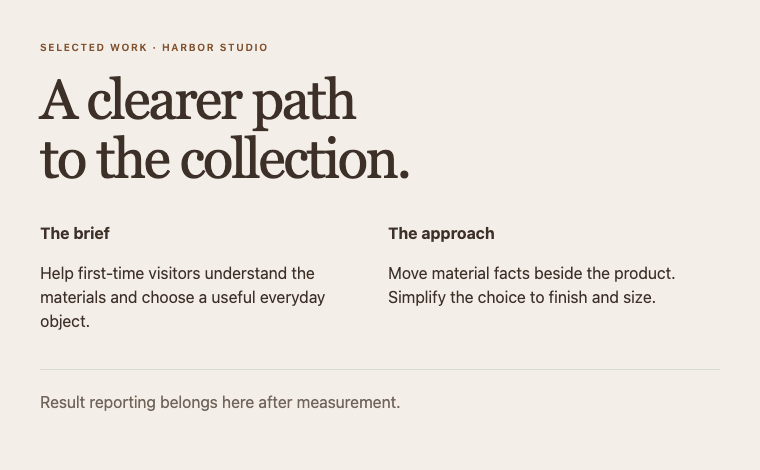 SELECTED WORK · HARBOR STUDIO
A clearer path
to the collection.
The brief
Help first-time visitors understand the
materials and choose a useful everyday
object.
The approach
Move material facts beside the product.
Simplify the choice to finish and size.
Result reporting belongs here after measurement.